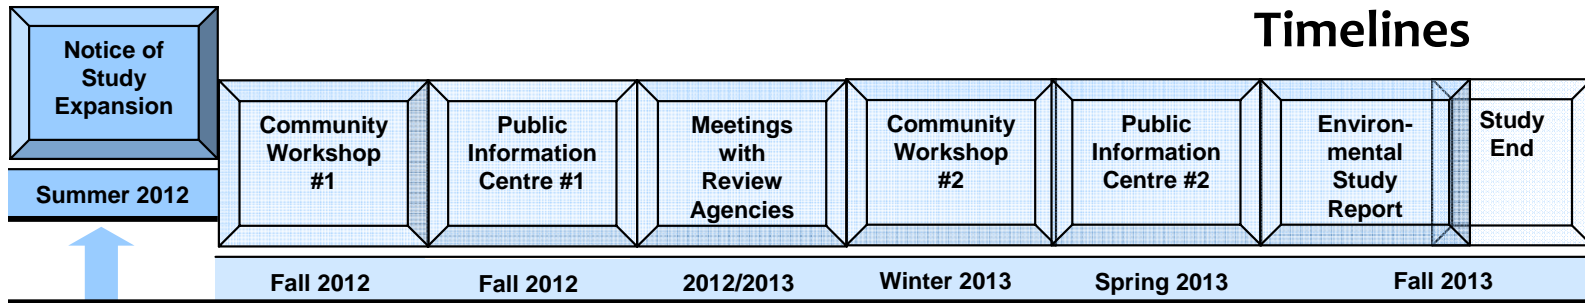 Timelines
Notice of
Study
Expansion
Summer 2012
Community
Workshop
#1
Fall 2012
Public
Information
Centre #1
Fall 2012
Meetings
with
Review
Agencies
2012/2013
Community
Workshop
#2
Winter 2013
Public
Information
Centre #2
Spring 2013
Environ-
mental
Study
Report
Study
End
Fall 2013